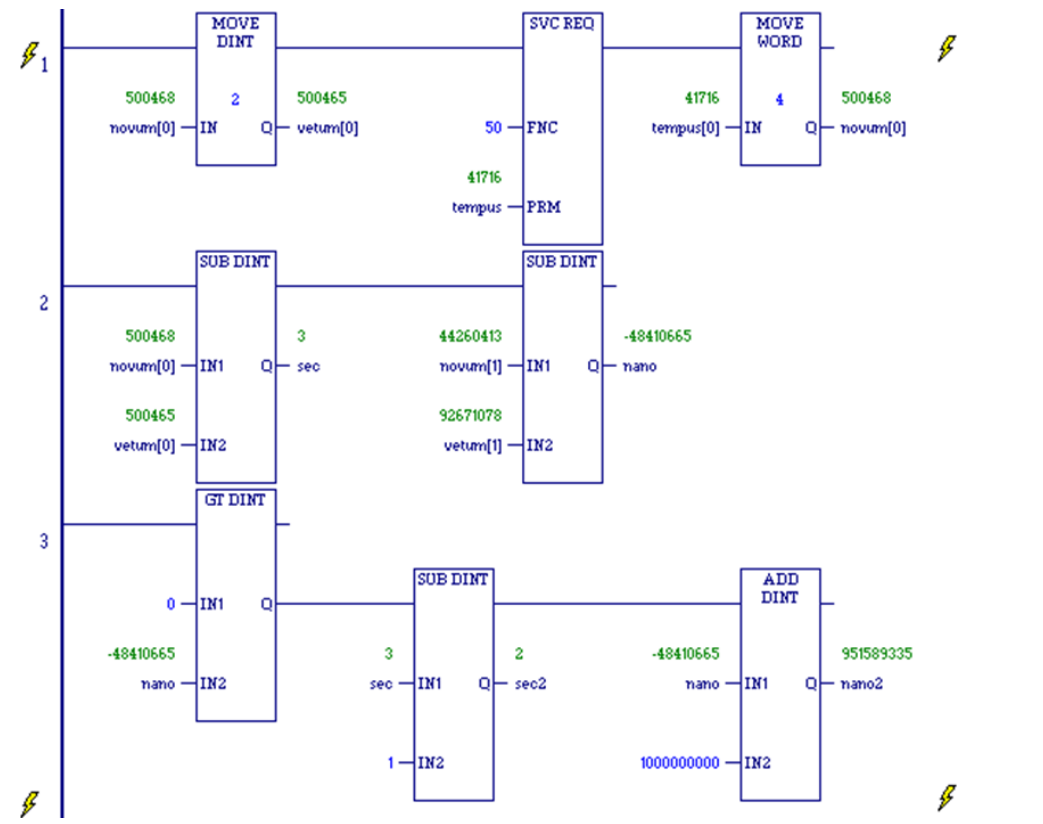 MOVE DINT
SVC REQ
MOVE WORD
1
500468
2
500465
41716
4
500468
novum[0] IN Q vetum[0]
50 FNC
tempus[0] IN Q novum[0]
41716
tempus PRM
SUB DINT
SUB DINT
2
500468
3
44260413
-48410665
novum[0] IN1 Q sec
novum[1] IN1 Q nano
500465
92671078
vetum[0] IN2
vetum[1] IN2
GT DINT
3
SUB DINT
ADD DINT
0 IN1 Q
-48410665
3
2
-48410665
951589335
nano IN2
sec IN1 Q sec2
nano IN1 Q nano2
1 IN2
1000000000 IN2